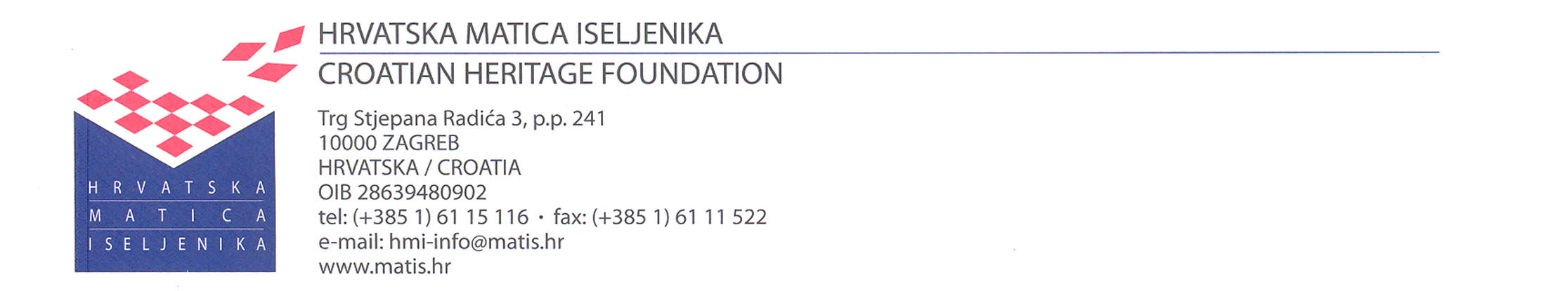 HRVATSKA MATICA ISELJENIKA
CROATIAN HERITAGE FOUNDATION
Trg Stjepana Radića 3, p.p. 241
10000 ZAGREB
HRVATSKA / CROATIA
OIB 28639480902
tel: (+385 1) 61 15 116 · fax: (+385 1) 61 11 522
e-mail: hmi-info@matis.hr
www.matis.hr
HRVATSKA
MATICA
ISELJENIKA